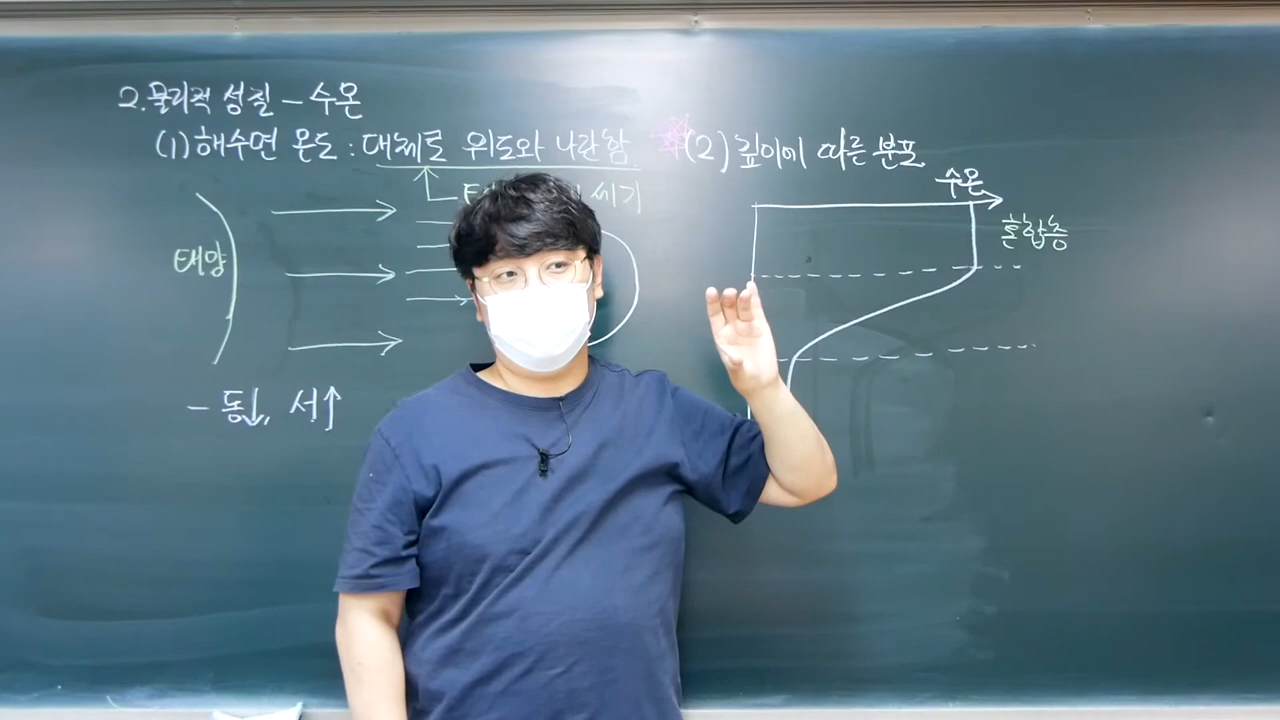 2. 물리적 성질 – 수온
(1) 해수면 온도 : 대체로 위도와 나란함
세기
태양
– 동↓, 서↑
(2) 깊이에 따른 분포
수온
혼합층